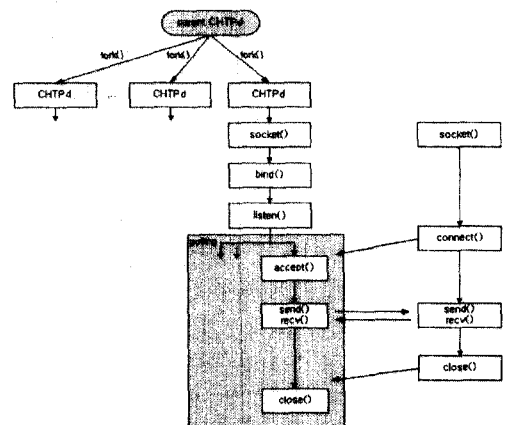 parent CHTPd
fork()
fork()
fork()
CHTPd
...
CHTPd
CHTPd
socket()
socket()
bind()
listen()
connect()
accept()
send()
recv()
send()
recv()
close()
close()